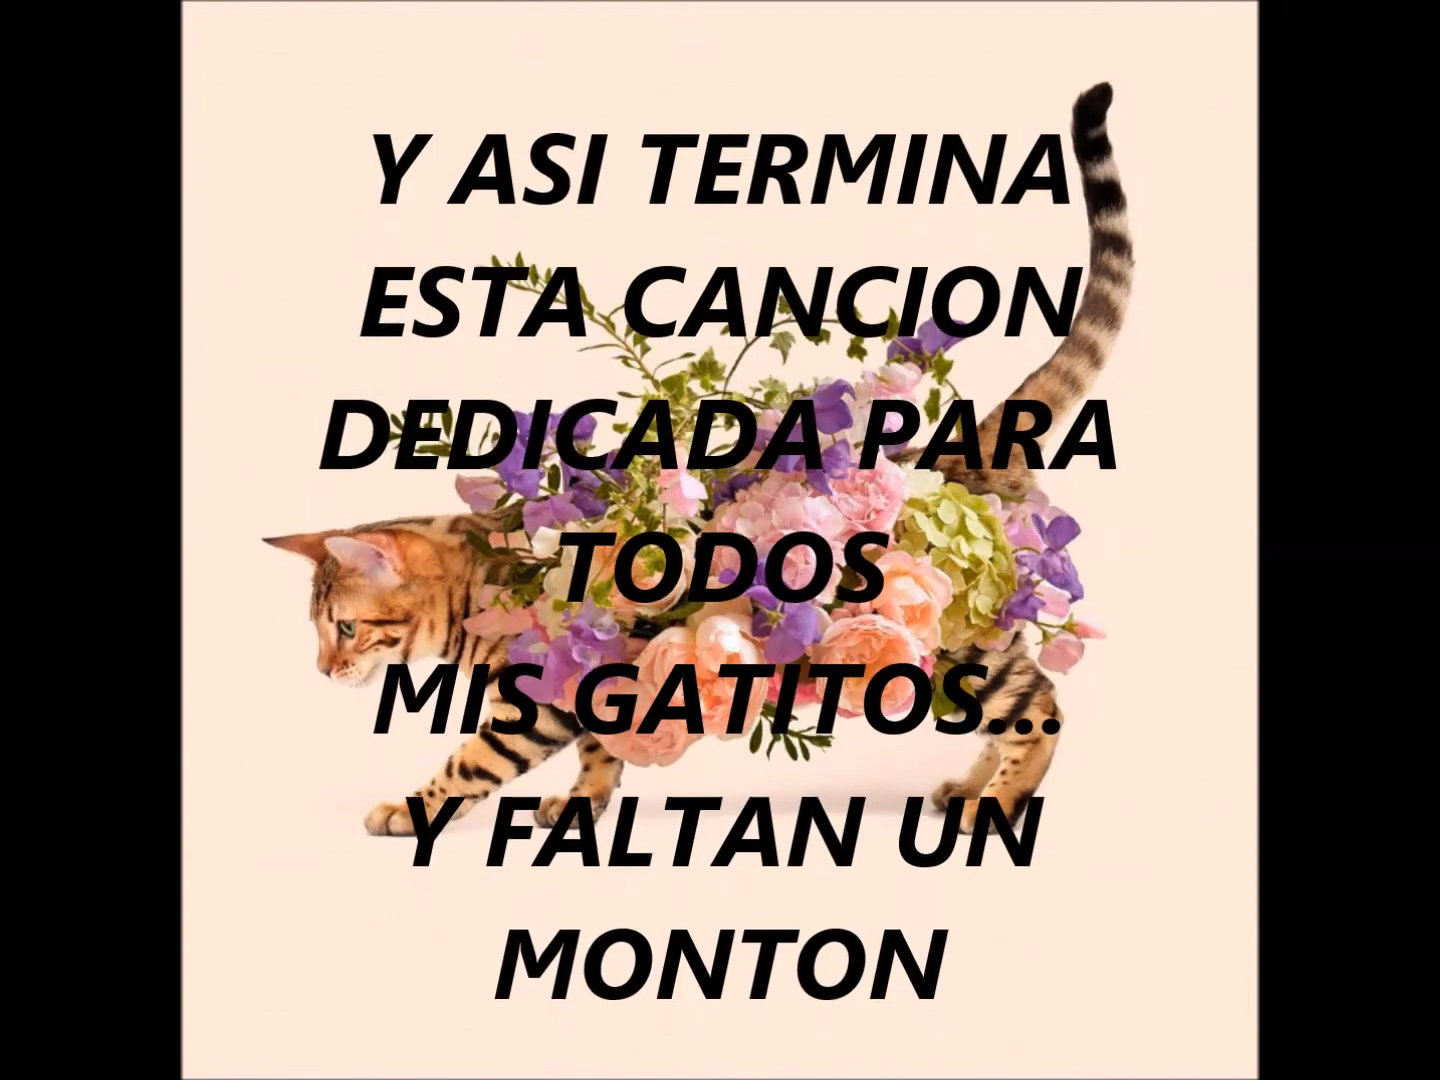 Y ASI TERMINA
ESTA CANCION
DEDICADA PARA
TODOS
MIS GATITOS...
Y FALTAN UN
MONTON